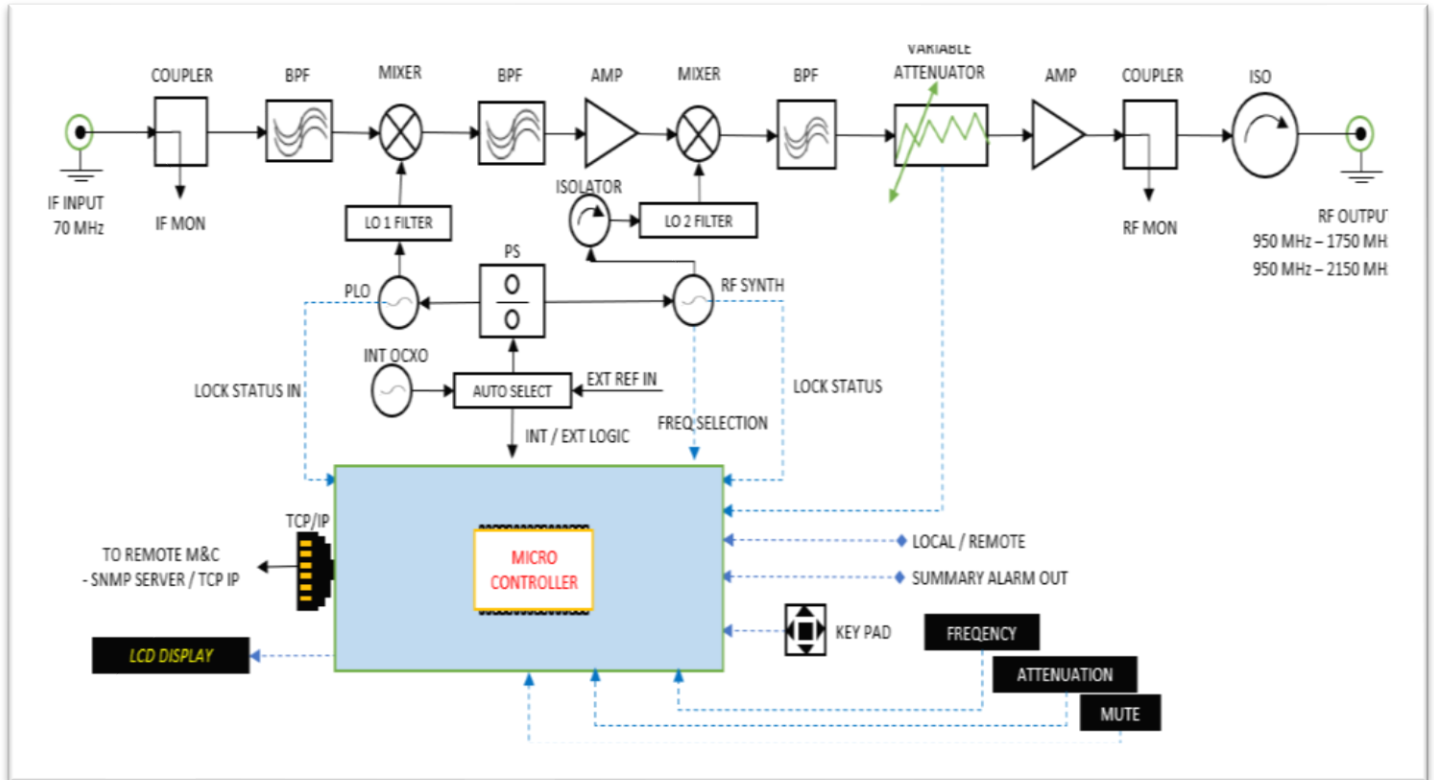 COUPLER
BPF
MIXER
BPF
AMP
MIXER
BPF
VARIABLE
ATTENUATOR
AMP
COUPLER
ISO
IF INPUT
70 MHz
IF MON
LO 1 FILTER
ISOLATOR
LO 2 FILTER
RF MON
RF OUTPUT
950 MHz – 1750 MH
950 MHz – 2150 MH
PS
PLO
RF SYNTH
INT OCXO
LOCK STATUS IN
AUTO SELECT
EXT REF IN
LOCK STATUS
FREQ SELECTION
INT / EXT LOGIC
TCP/IP
TO REMOTE M&C
- SNMP SERVER / TCP IP
MICRO
CONTROLLER
LOCAL / REMOTE
SUMMARY ALARM OUT
KEY PAD
FREQENCY
LCD DISPLAY
ATTENUATION
MUTE